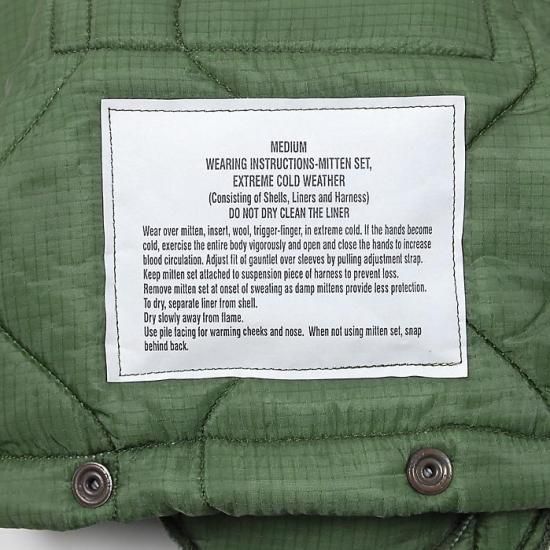 MEDIUM
WEARING INSTRUCTIONS-MITTEN SET,
EXTREME COLD WEATHER
(Consisting of Shells, Liners and Harness)
DO NOT DRY CLEAN THE LINER
Wear over mitten, insert, wool, trigger-finger, in extreme cold. If the hands become
cold, exercise the entire body vigorously and open and close the hands to increase
blood circulation. Adjust fit of gauntlet over sleeves by pulling adjustment strap.
Keep mitten set attached to suspension piece of harness to prevent loss.
Remove mitten set at onset of sweating as damp mittens provide less protection.
To dry, separate liner from shell.
Dry slowly away from flame.
Use pile facing for warming cheeks and nose. When not using mitten set, snap
behind back.